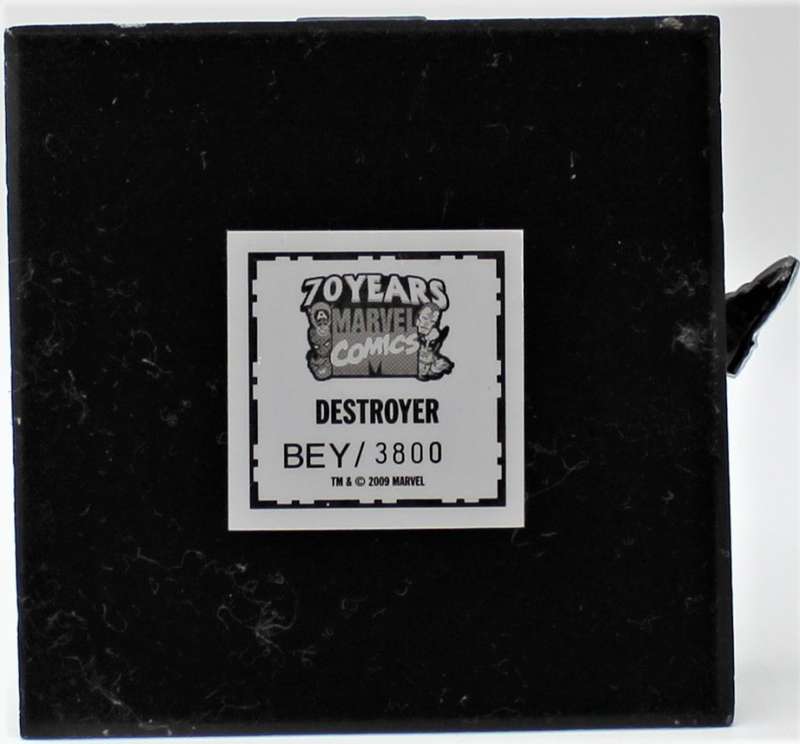 70 YEARS
MARVEL
COMICS
DESTROYER
BEY/3800
TM & © 2009 MARVEL